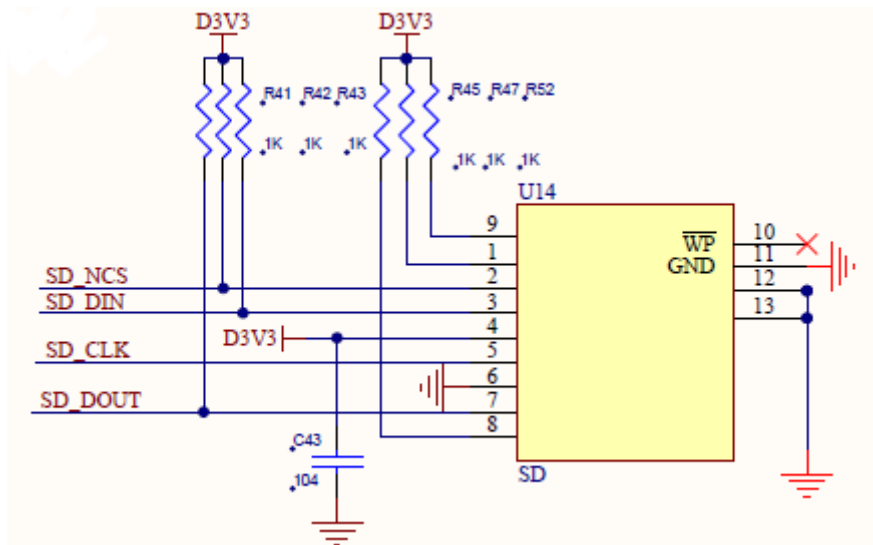 D3V3 D3V3
R41 R42 R43 R45 R47 R52
1K 1K 1K 1K 1K 1K
U14
9 10
WP
1 11
GND
SD_NCS 2 12
SD_DIN 3 13
D3V3 4
SD_CLK 5
6
SD_DOUT 7
8
C43
104
SD